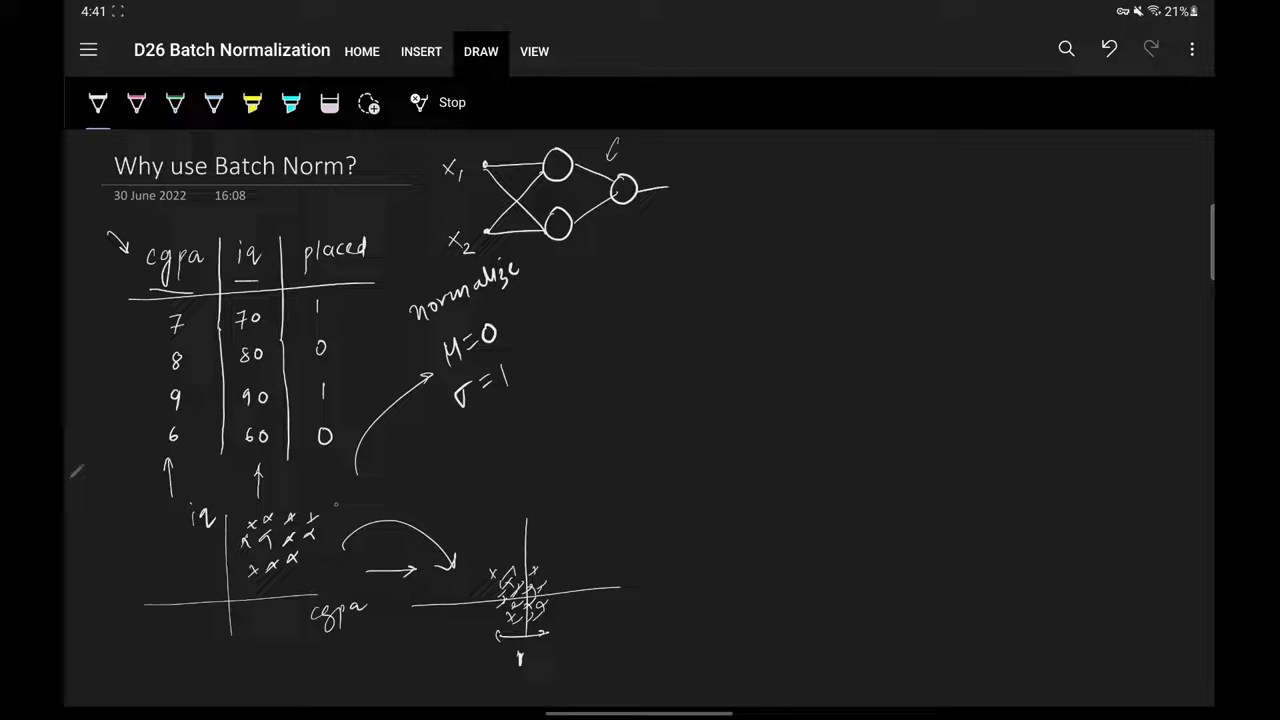 4:41
21%
D26 Batch Normalization HOME INSERT DRAW VIEW
Stop
Why use Batch Norm?
30 June 2022 16:08
x1
x2
cgpa iq placed
7 70 1
8 80 0
9 90 1
6 60 0
normalize
μ=0
σ=1
iq
cgpa
1